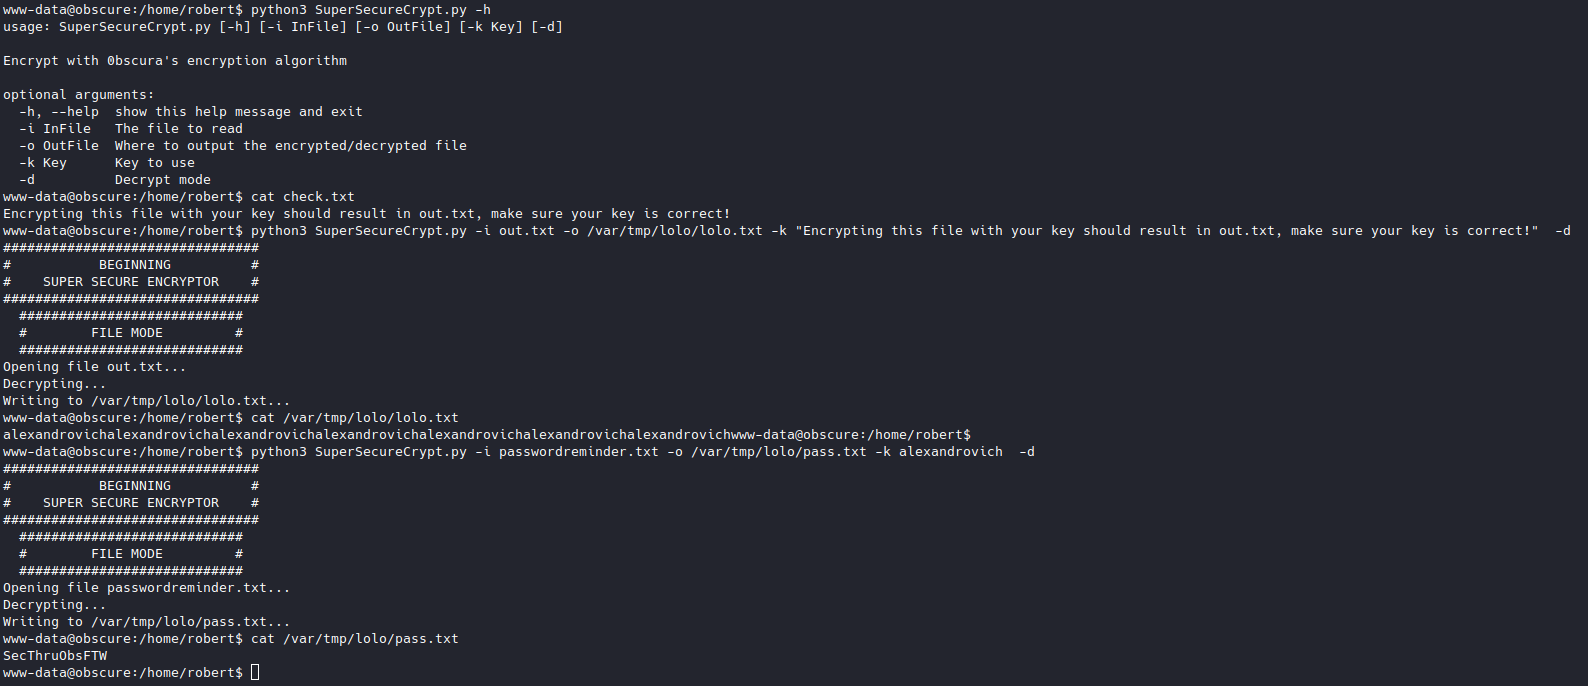 www-data@obscure:/home/robert$ python3 SuperSecureCrypt.py -h
usage: SuperSecureCrypt.py [-h] [-i InFile] [-o OutFile] [-k Key] [-d]

Encrypt with 0bscura's encryption algorithm

optional arguments:
  -h, --help  show this help message and exit
  -i InFile   The file to read
  -o OutFile  Where to output the encrypted/decrypted file
  -k Key      Key to use
  -d          Decrypt mode
www-data@obscure:/home/robert$ cat check.txt
Encrypting this file with your key should result in out.txt, make sure your key is correct!
www-data@obscure:/home/robert$ python3 SuperSecureCrypt.py -i out.txt -o /var/tmp/lolo/lolo.txt -k "Encrypting this file with your key should result in out.txt, make sure your key is correct!"  -d
################################
#           BEGINNING          #
#    SUPER SECURE ENCRYPTOR    #
################################
  ############################
  #        FILE MODE         #
  ############################
Opening file out.txt...
Decrypting...
Writing to /var/tmp/lolo/lolo.txt...
www-data@obscure:/home/robert$ cat /var/tmp/lolo/lolo.txt
alexandrovichalexandrovichalexandrovichalexandrovichalexandrovichalexandrovichalexandrovichwww-data@obscure:/home/robert$
www-data@obscure:/home/robert$ python3 SuperSecureCrypt.py -i passwordreminder.txt -o /var/tmp/lolo/pass.txt -k alexandrovich  -d
################################
#           BEGINNING          #
#    SUPER SECURE ENCRYPTOR    #
################################
  ############################
  #        FILE MODE         #
  ############################
Opening file passwordreminder.txt...
Decrypting...
Writing to /var/tmp/lolo/pass.txt...
www-data@obscure:/home/robert$ cat /var/tmp/lolo/pass.txt
SecThruObsFTW
www-data@obscure:/home/robert$